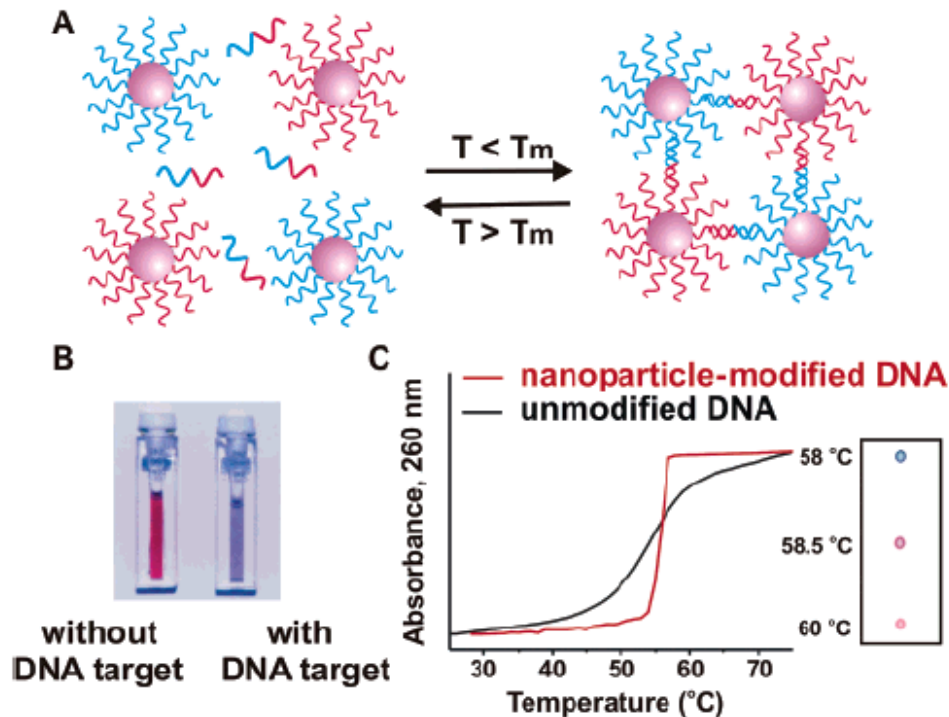 A
T < Tm
T > Tm
B
without
DNA target
with
DNA target
C
nanoparticle-modified DNA
unmodified DNA
Absorbance, 260 nm
30 40 50 60 70
Temperature (°C)
58 °C
58.5 °C
60 °C